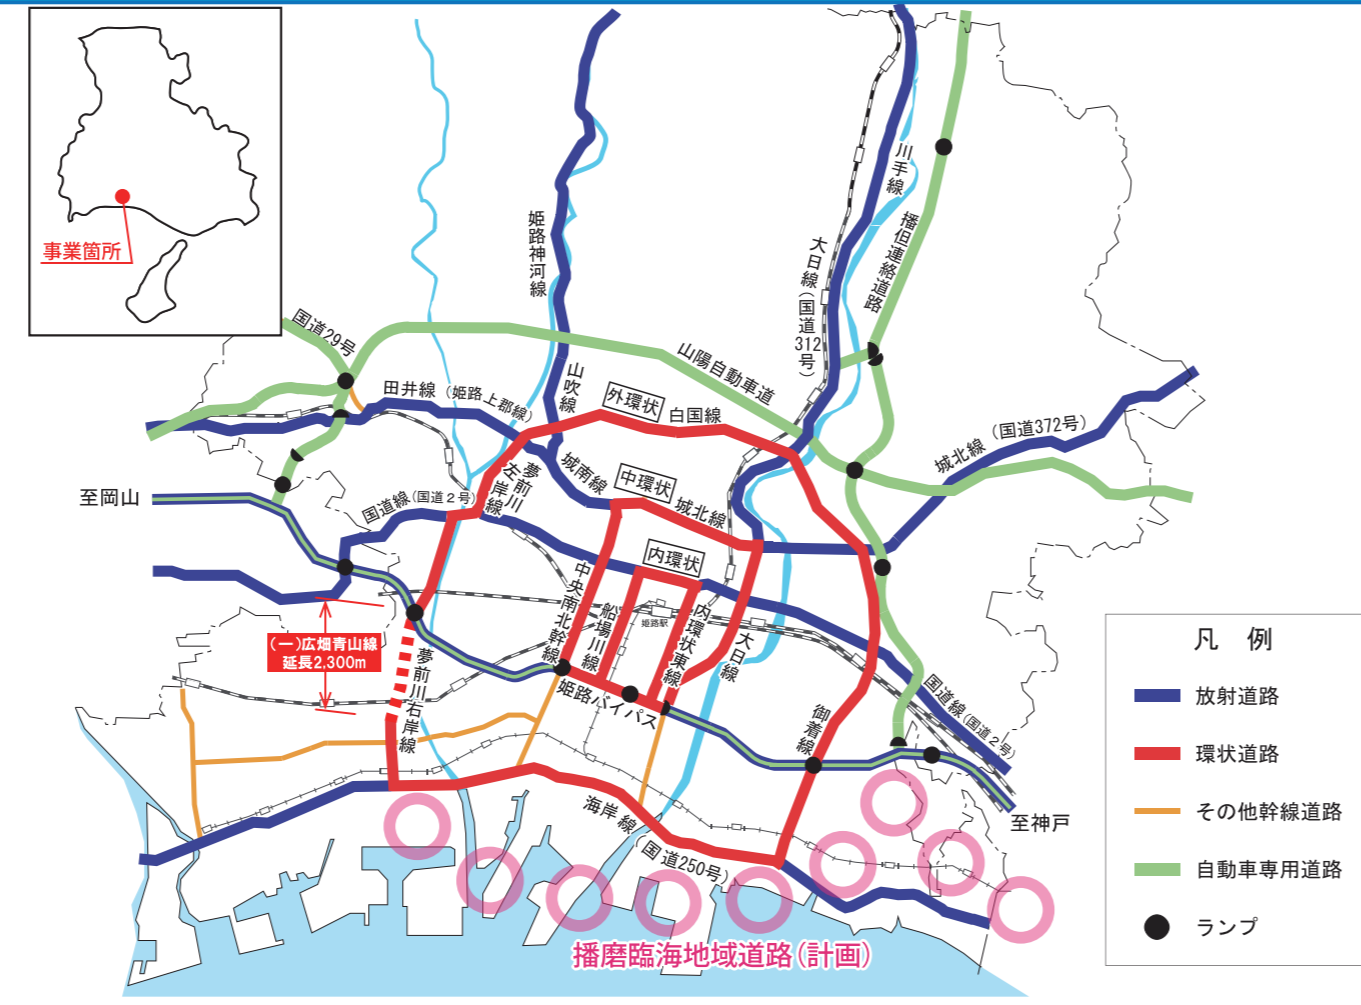 事業箇所
国道29号
田井線（姫路上郡線）
姫路神河線
山吹線
川手線
播但連絡道路
大日線（国道312号）
山陽自動車道
外環状
白国線
城北線（国道372号）
至岡山
国道線（国道２号）
夢前川左岸線
城南線
中環状
城北線
内環状
中央南北幹線
船場川線
姫路駅
内環状東線
大日線
(一)広畑青山線
延長2,300m
夢前川右岸線
姫路バイパス
御着線
国道線（国道２号）
至神戸
海岸線（国道250号）
播磨臨海地域道路（計画）
凡 例
放射道路
環状道路
その他幹線道路
自動車専用道路
ランプ